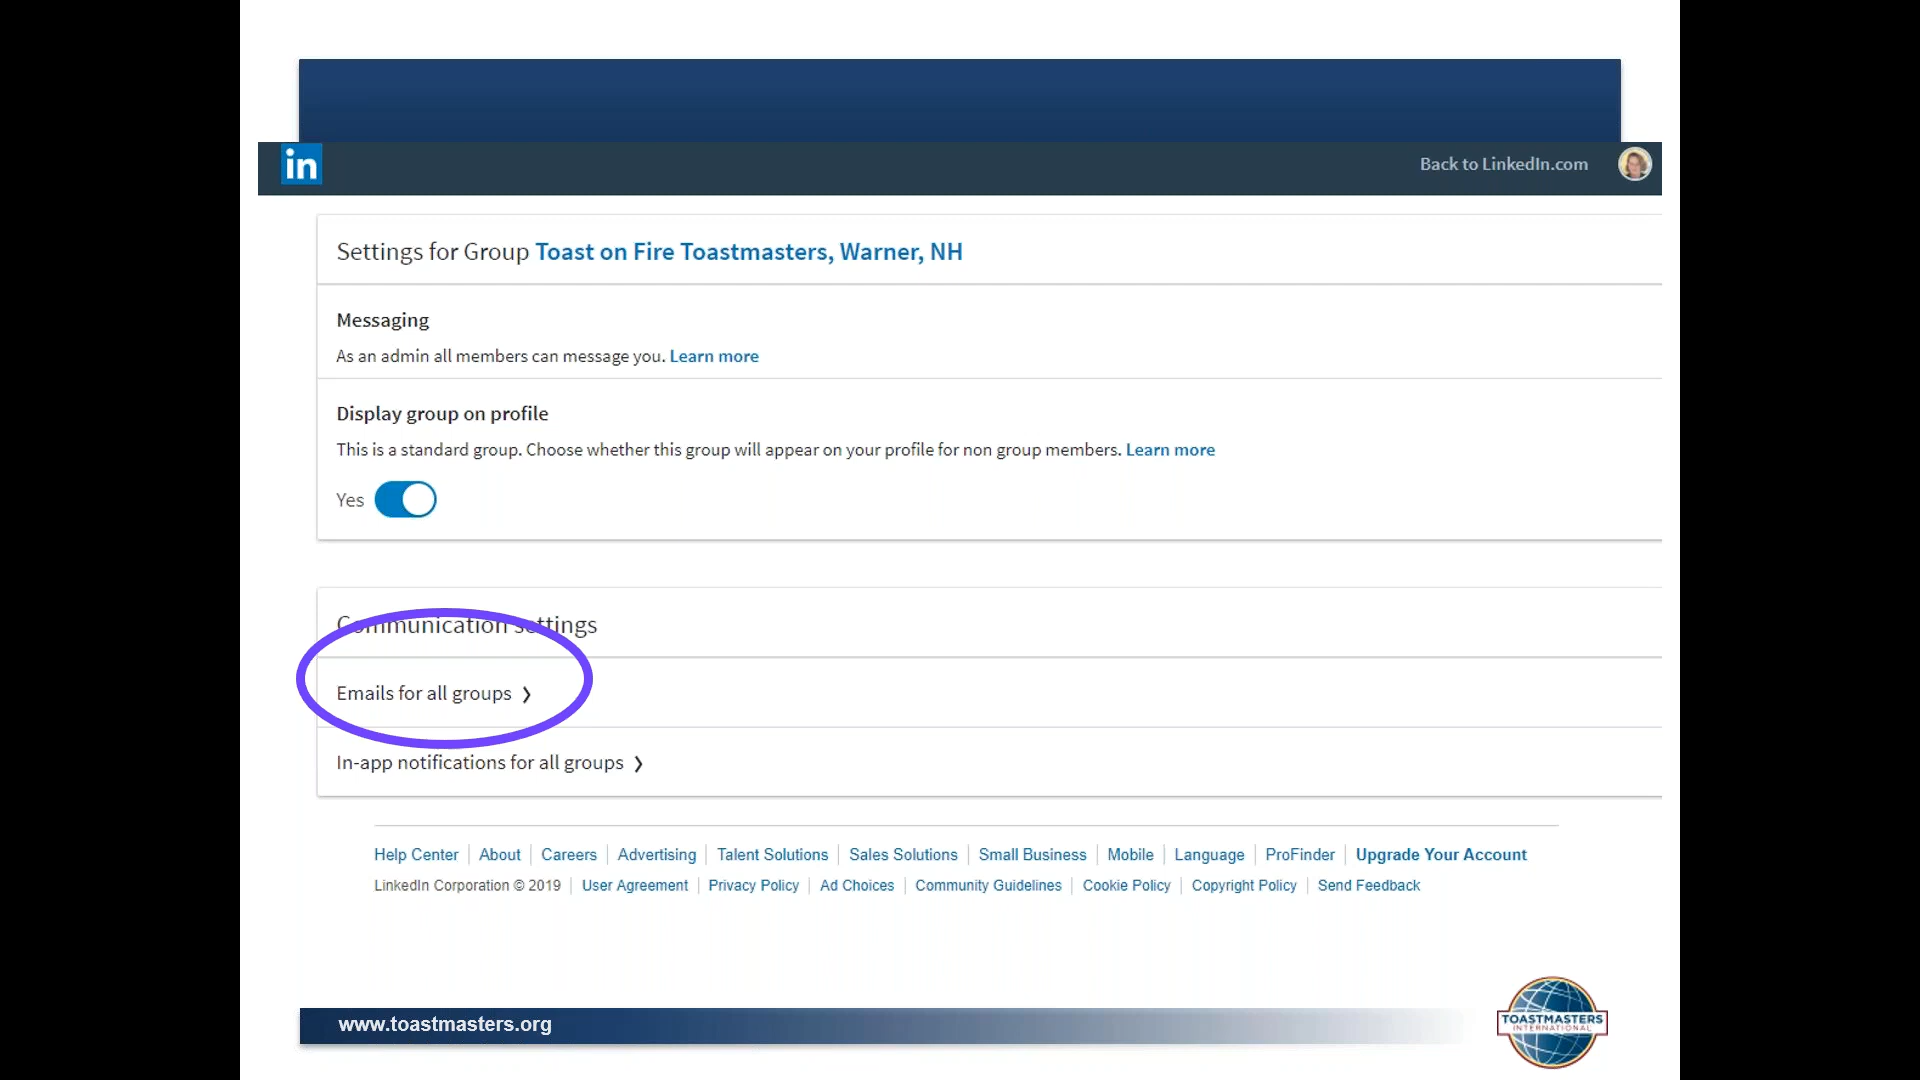 in
Back to LinkedIn.com
Settings for Group Toast on Fire Toastmasters, Warner, NH
Messaging
As an admin all members can message you. Learn more
Display group on profile
This is a standard group. Choose whether this group will appear on your profile for non group members. Learn more
Yes
Communication settings
Emails for all groups ❯
In-app notifications for all groups ❯
Help Center | About | Careers | Advertising | Talent Solutions | Sales Solutions | Small Business | Mobile | Language | ProFinder | Upgrade Your Account
LinkedIn Corporation © 2019 | User Agreement | Privacy Policy | Ad Choices | Community Guidelines | Cookie Policy | Copyright Policy | Send Feedback
www.toastmasters.org
TOASTMASTERS
INTERNATIONAL